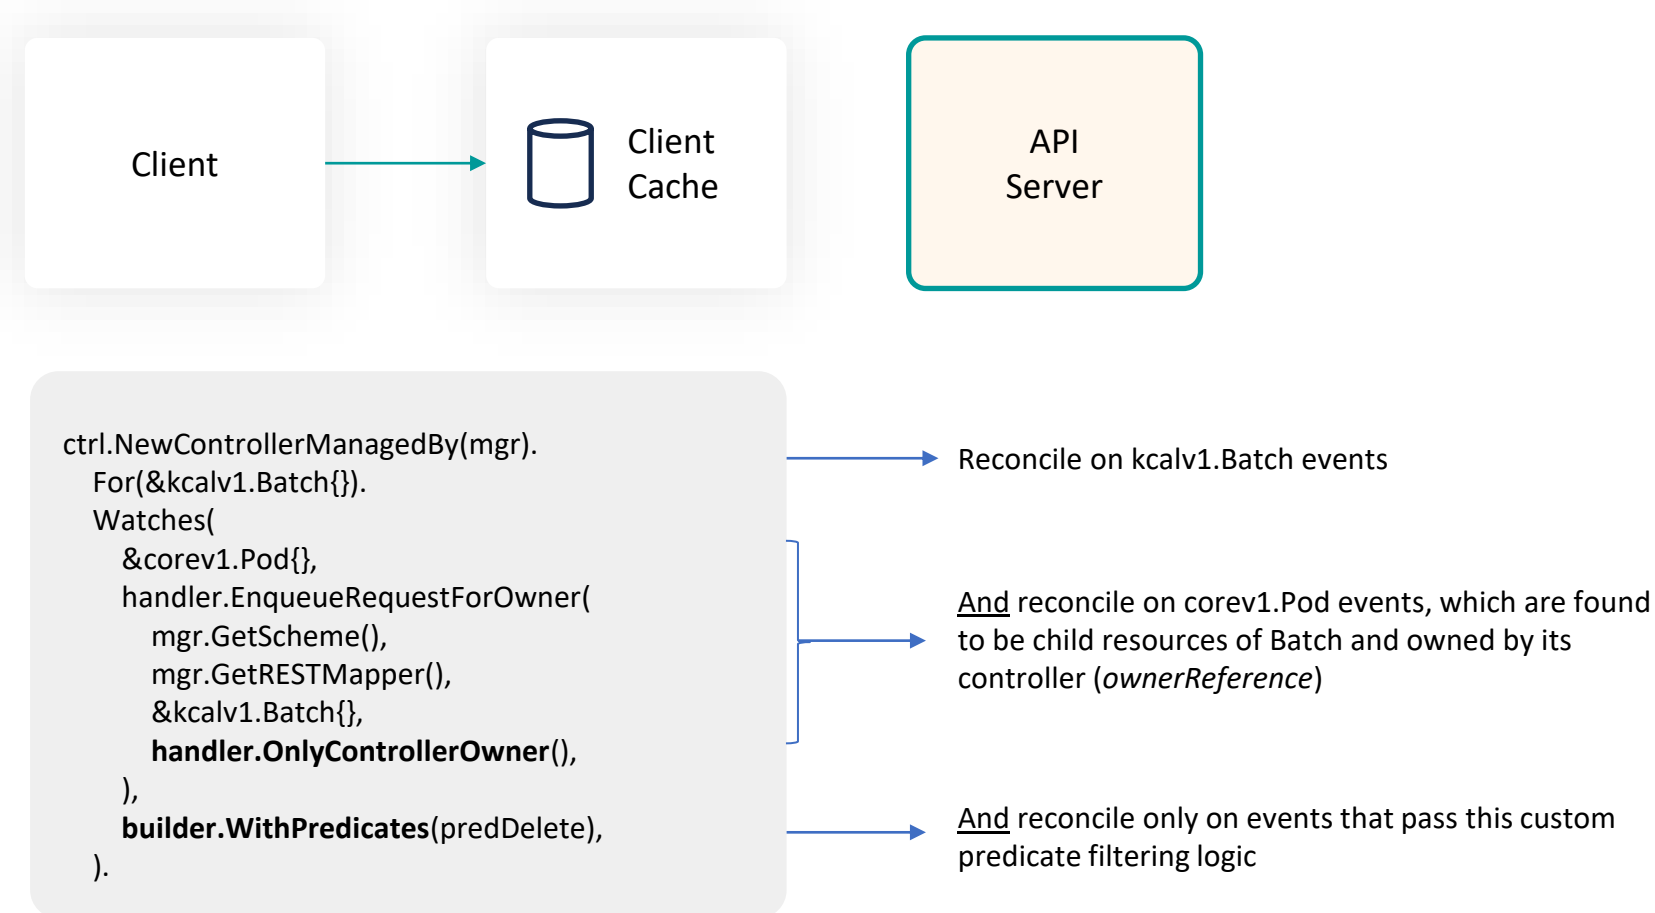 Client
Client
Cache
API
Server
ctrl.NewControllerManagedBy(mgr).
For(&kcalv1.Batch{}).
Watches(
&corev1.Pod{},
handler.EnqueueRequestForOwner(
mgr.GetScheme(),
mgr.GetRESTMapper(),
&kcalv1.Batch{},
handler.OnlyControllerOwner(),
),
builder.WithPredicates(predDelete),
).
Reconcile on kcalv1.Batch events
And reconcile on corev1.Pod events, which are found
to be child resources of Batch and owned by its
controller (ownerReference)
And reconcile only on events that pass this custom
predicate filtering logic